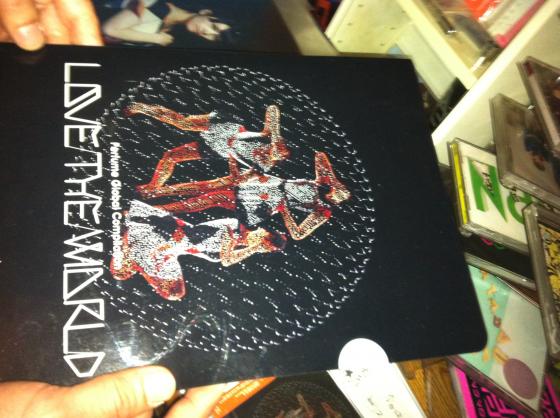 LOVE THE WORLD
Perfume Global Compilation